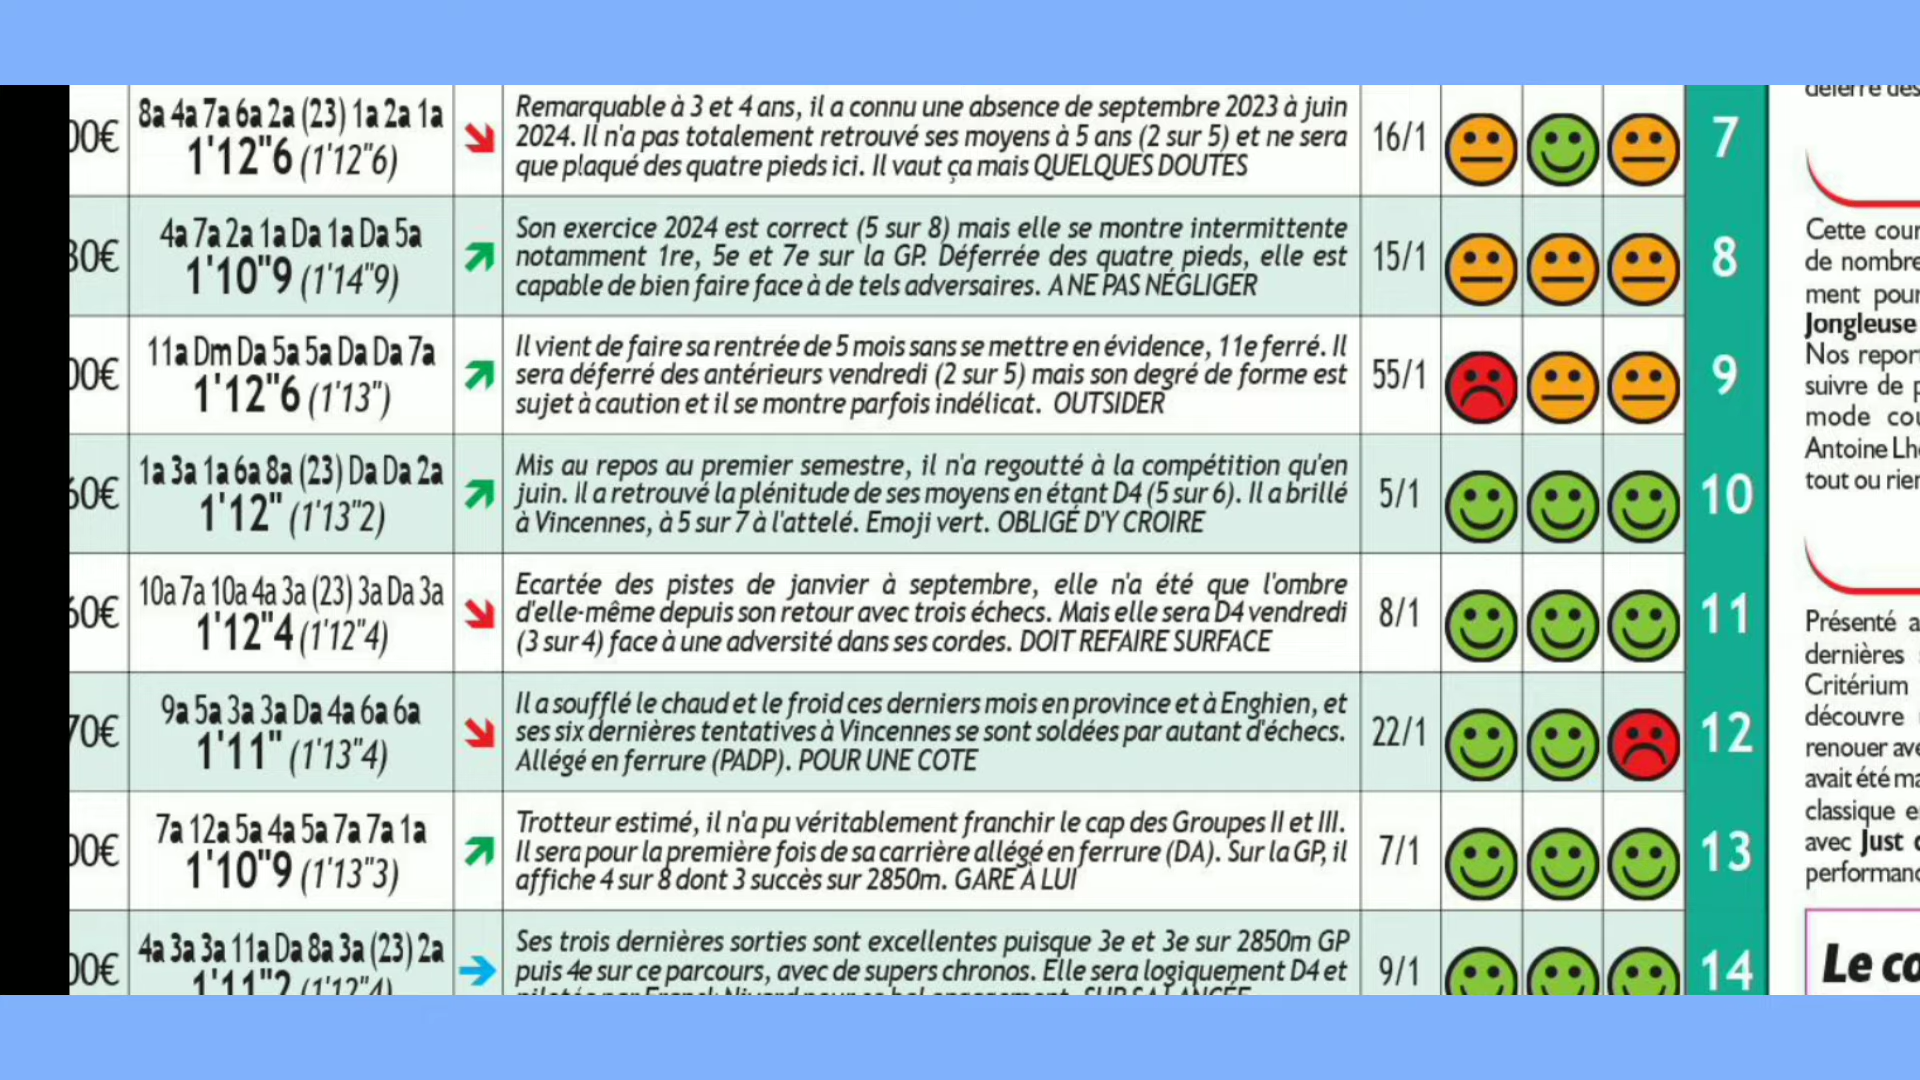 00€ 8a 4a 7a 6a 2a (23) 1a 2a 1a
1'12"6 (1'12"6)
Remarquable à 3 et 4 ans, il a connu une absence de septembre 2023 à juin
2024. Il n'a pas totalement retrouvé ses moyens à 5 ans (2 sur 5) et ne sera
que plaqué des quatre pieds ici. Il vaut ça mais QUELQUES DOUTES
16/1
7
80€ 4a 7a 2a 1a Da 1a Da 5a
1'10"9 (1'14"9)
Son exercice 2024 est correct (5 sur 8) mais elle se montre intermittente
notamment 1re, 5e et 7e sur la GP. Déferrée des quatre pieds, elle est
capable de bien faire face à de tels adversaires. A NE PAS NÉGLIGER
15/1
8
00€ 11a Dm Da 5a 5a Da Da 7a
1'12"6 (1'13")
Il vient de faire sa rentrée de 5 mois sans se mettre en évidence, 11e ferré. Il
sera déferré des antérieurs vendredi (2 sur 5) mais son degré de forme est
sujet à caution et il se montre parfois indélicat. OUTSIDER
55/1
9
60€ 1a 3a 1a 6a 8a (23) Da Da 2a
1'12" (1'13"2)
Mis au repos au premier semestre, il n'a regoutté à la compétition qu'en
juin. Il a retrouvé la plénitude de ses moyens en étant D4 (5 sur 6). Il a brillé
à Vincennes, à 5 sur 7 à l'attelé. Emoji vert. OBLIGÉ D'Y CROIRE
5/1
10
60€ 10a 7a 10a 4a 3a (23) 3a Da 3a
1'12"4 (1'12"4)
Ecartée des pistes de janvier à septembre, elle n'a été que l'ombre
d'elle-même depuis son retour avec trois échecs. Mais elle sera D4 vendredi
(3 sur 4) face à une adversité dans ses cordes. DOIT REFAIRE SURFACE
8/1
11
70€ 9a 5a 3a 3a Da 4a 6a 6a
1'11" (1'13"4)
Il a soufflé le chaud et le froid ces derniers mois en province et à Enghien, et
ses six dernières tentatives à Vincennes se sont soldées par autant d'échecs.
Allégé en ferrure (PADP). POUR UNE COTE
22/1
12
00€ 7a 12a 5a 4a 5a 7a 7a 1a
1'10"9 (1'13"3)
Trotteur estimé, il n'a pu véritablement franchir le cap des Groupes II et III.
Il sera pour la première fois de sa carrière allégé en ferrure (DA). Sur la GP, il
affiche 4 sur 8 dont 3 succès sur 2850m. GARE À LUI
7/1
13
00€ 4a 3a 3a 11a Da 8a 3a (23) 2a
1'11"2 (1'12"4)
Ses trois dernières sorties sont excellentes puisque 3e et 3e sur 2850m GP
puis 4e sur ce parcours, avec de supers chronos. Elle sera logiquement D4 et
9/1
14
déferré des
Cette cour
de nombre
ment pour
Jongleuse
Nos report
suivre de p
mode cou
Antoine Lh
tout ou rien
Présenté a
dernières
Critérium
découvre
renouer ave
avait été ma
classique e
avec Just d
performanc
Le co